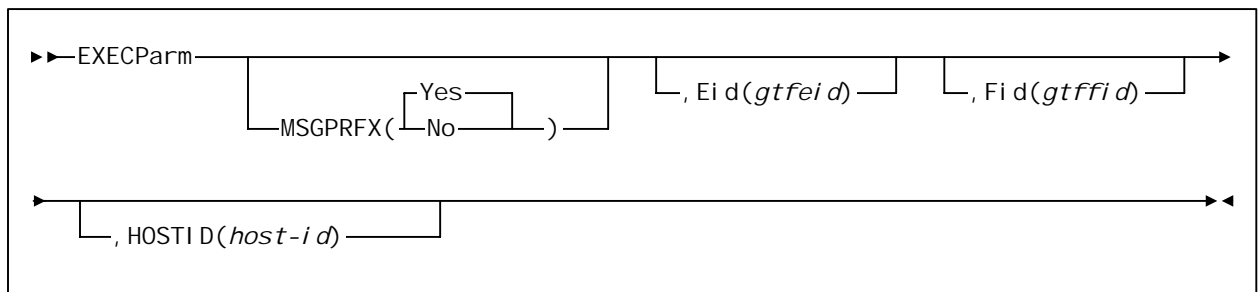 EXECParm
Yes
,Eid(gtfeid)
,Fid(gtffid)
MSGPRFX( No )
,HOSTID(host-id)